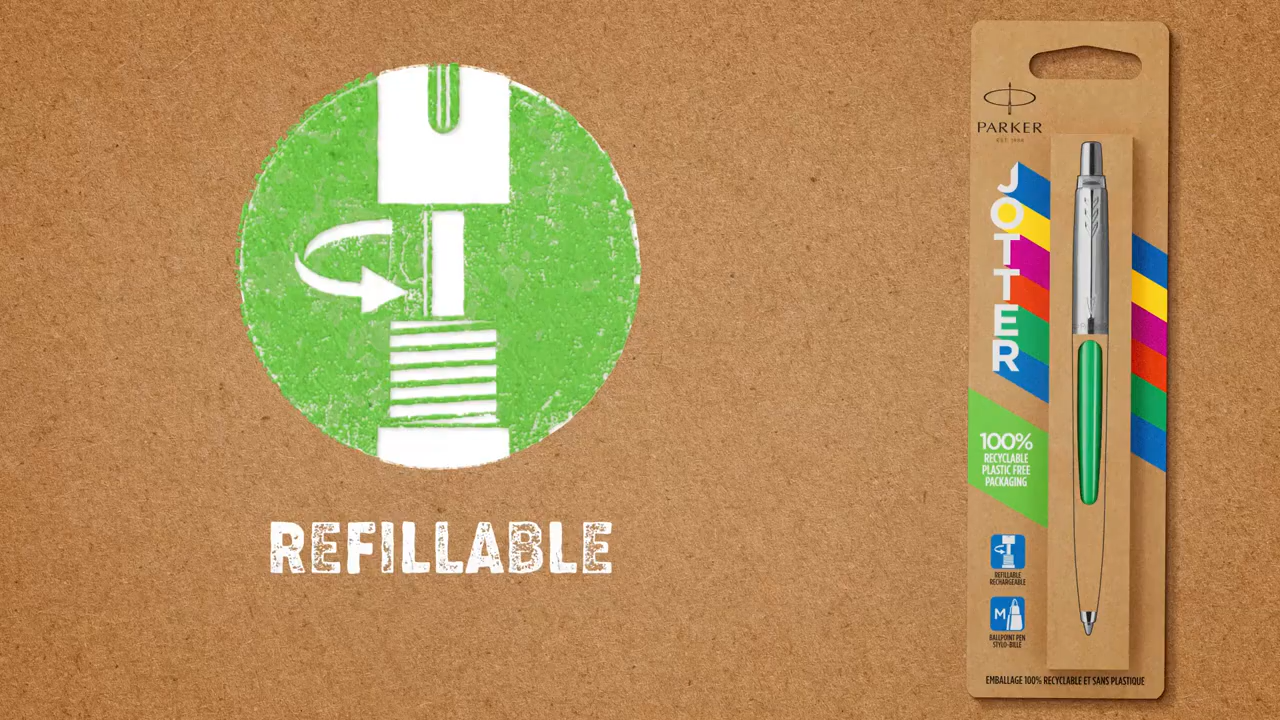 REFILLABLE
PARKER
EST. 1888
JOTTER
100%
RECYCLABLE
PLASTIC FREE
PACKAGING
REFILLABLE
RECHARGEABLE
M
BALLPOINT PEN
STYLO-BILLE
EMBALLAGE 100% RECYCLABLE ET SANS PLASTIQUE